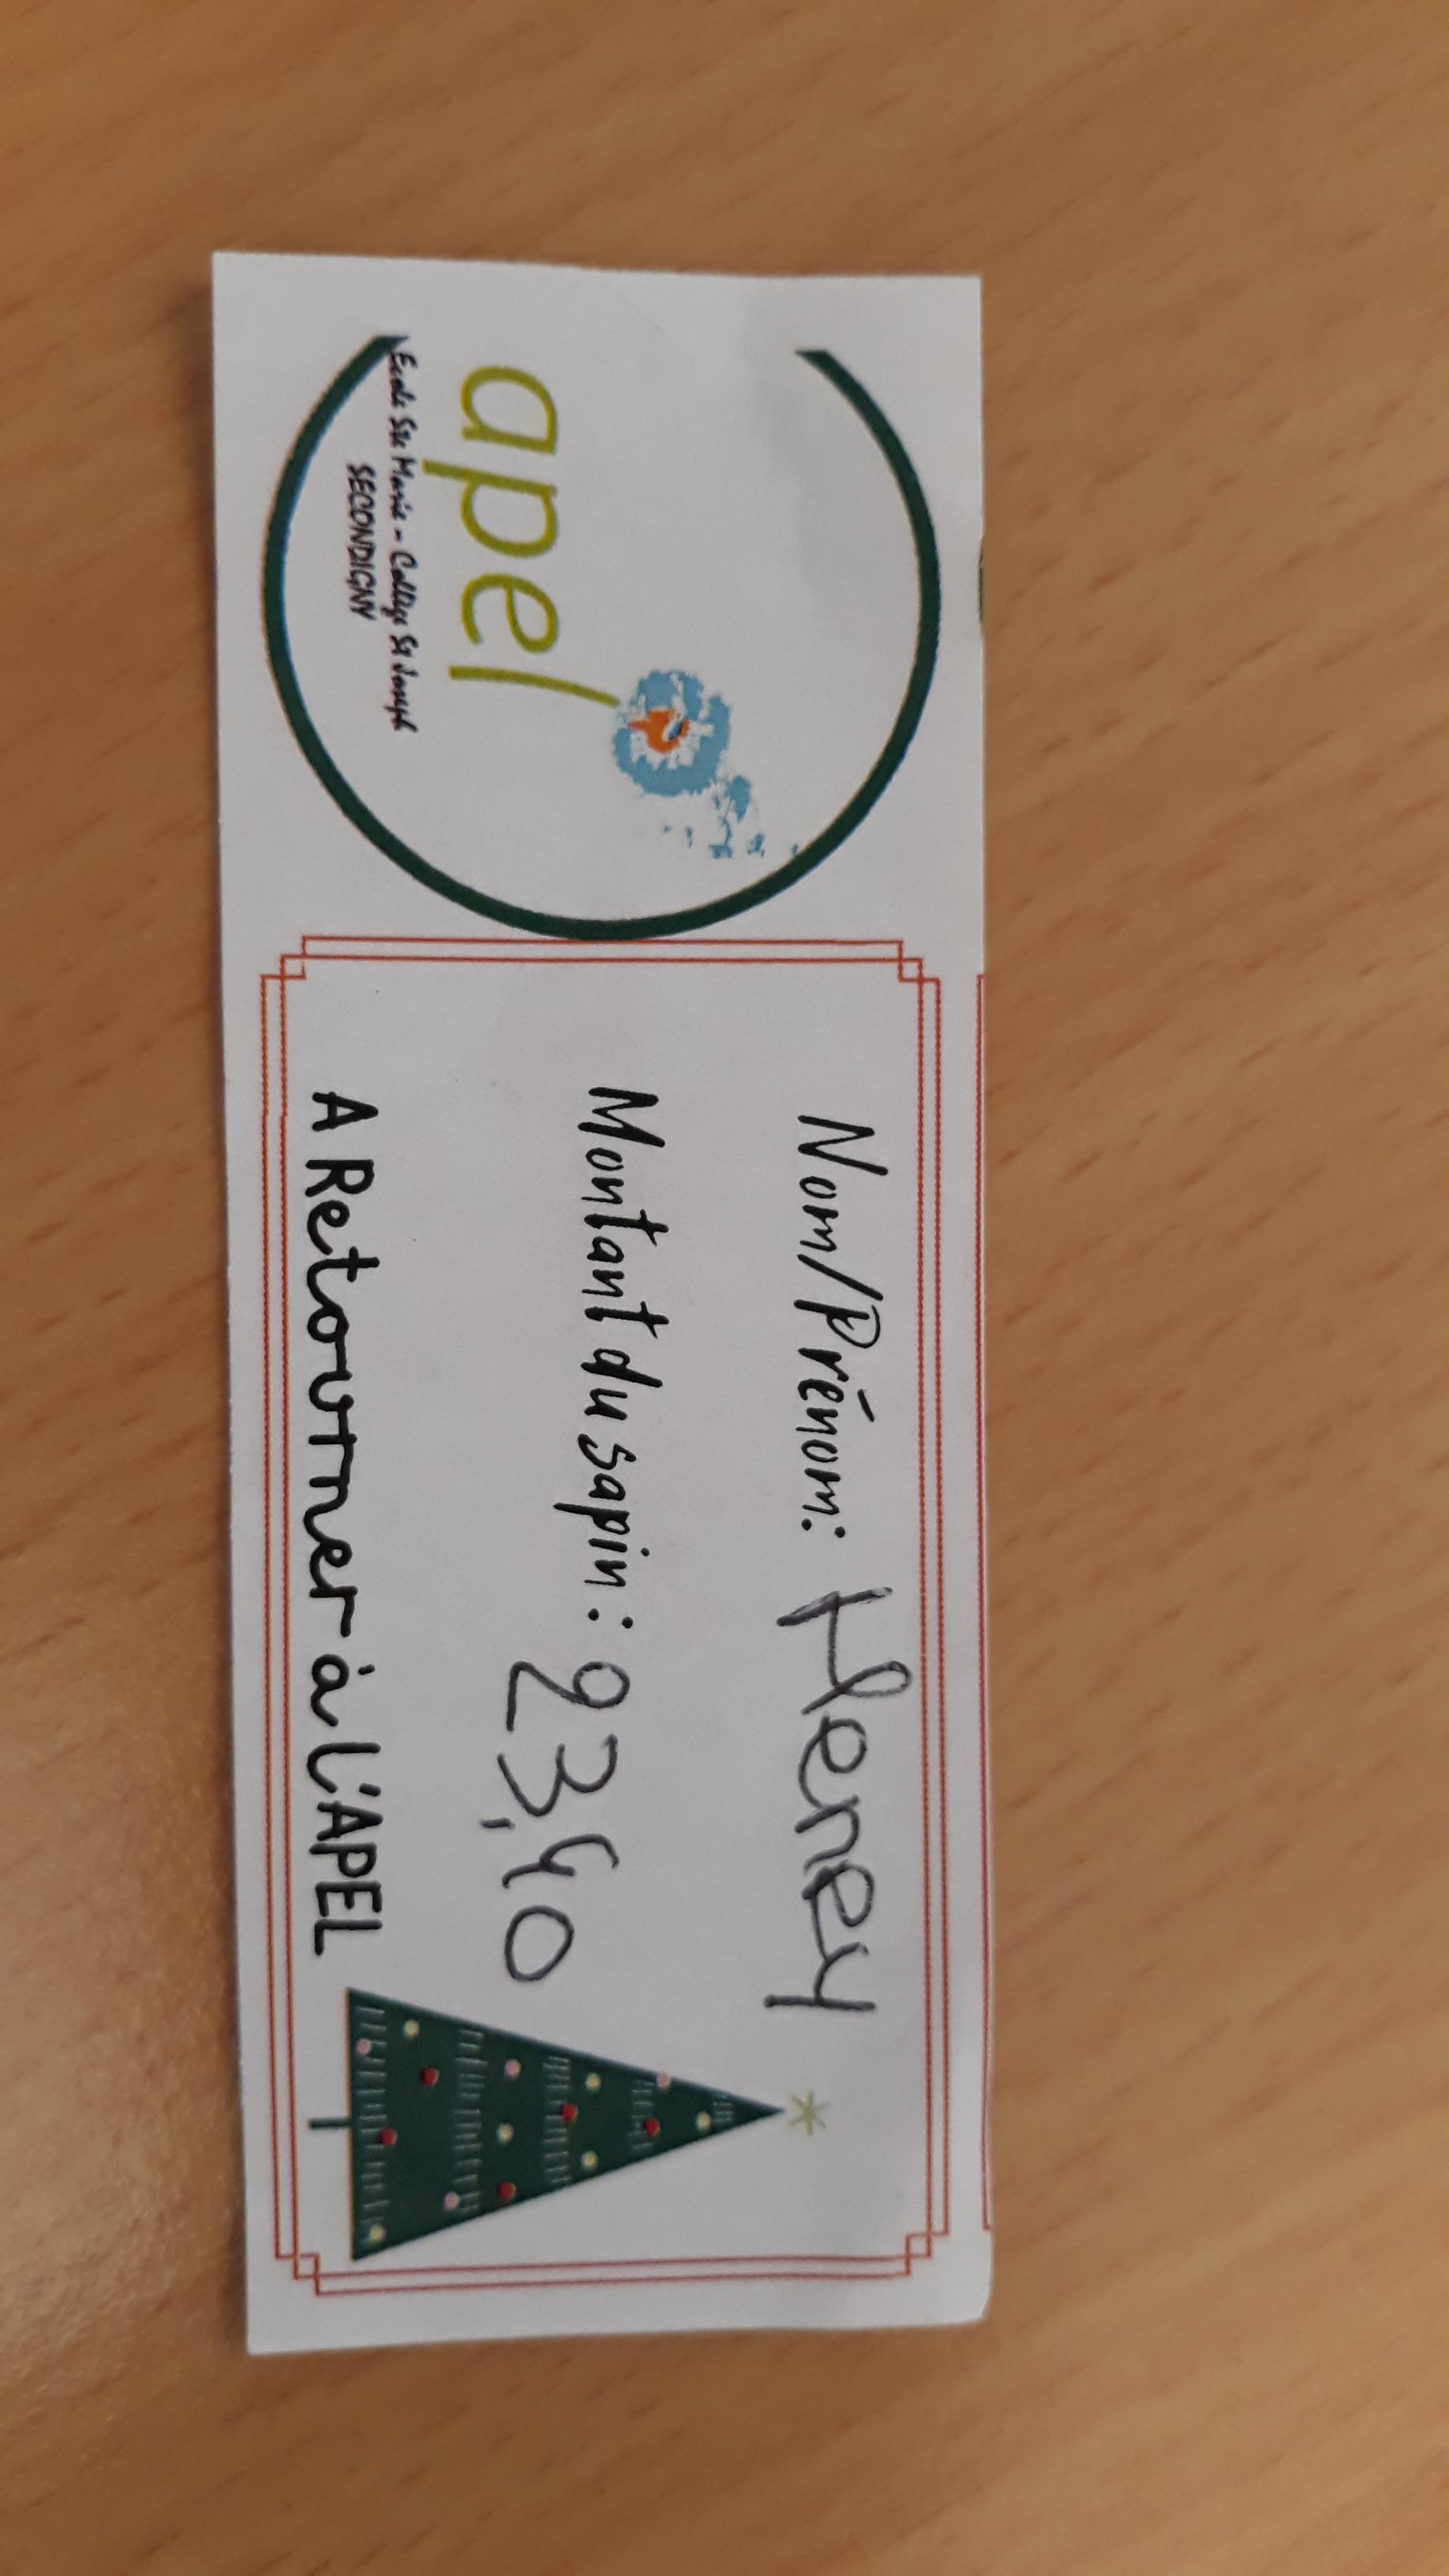 apel
Ecole Ste Marie - Collège St Joseph
SECONDIGNY
Nom/Prénom: Heney
Montant du sapin: 23,40
A Retourner à l'APEL